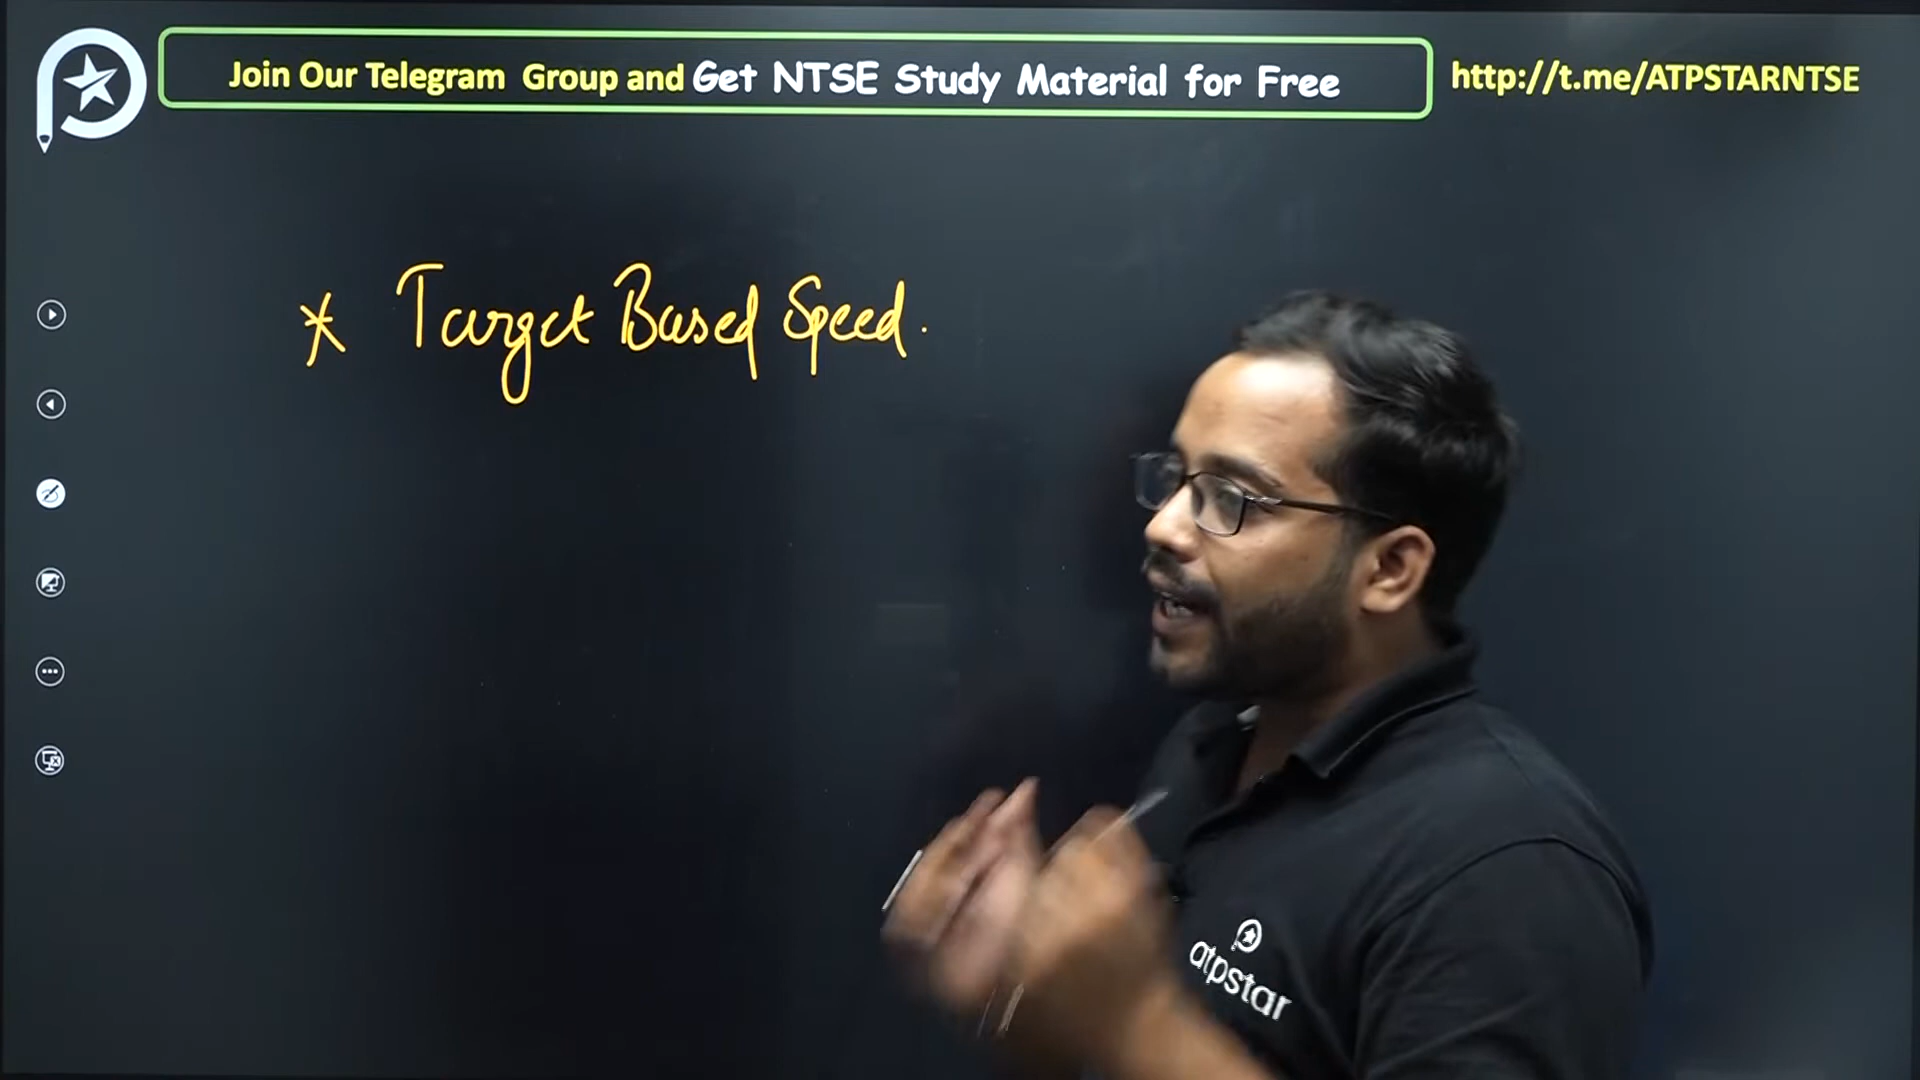 Join Our Telegram Group and Get NTSE Study Material for Free http://t.me/ATPSTARNTSE
* Target Based Speed.
atpstar